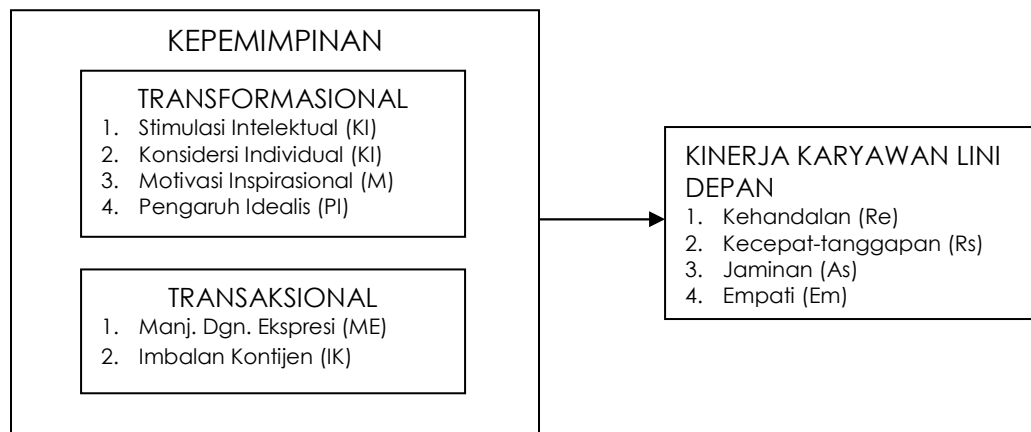 KEPEMIMPINAN
TRANSFORMASIONAL
1. Stimulasi Intelektual (KI)
2. Konsidersi Individual (KI)
3. Motivasi Inspirasional (M)
4. Pengaruh Idealis (PI)
TRANSAKSIONAL
1. Manj. Dgn. Ekspresi (ME)
2. Imbalan Kontijen (IK)
KINERJA KARYAWAN LINI
DEPAN
1. Kehandalan (Re)
2. Kecepat-tanggapan (Rs)
3. Jaminan (As)
4. Empati (Em)